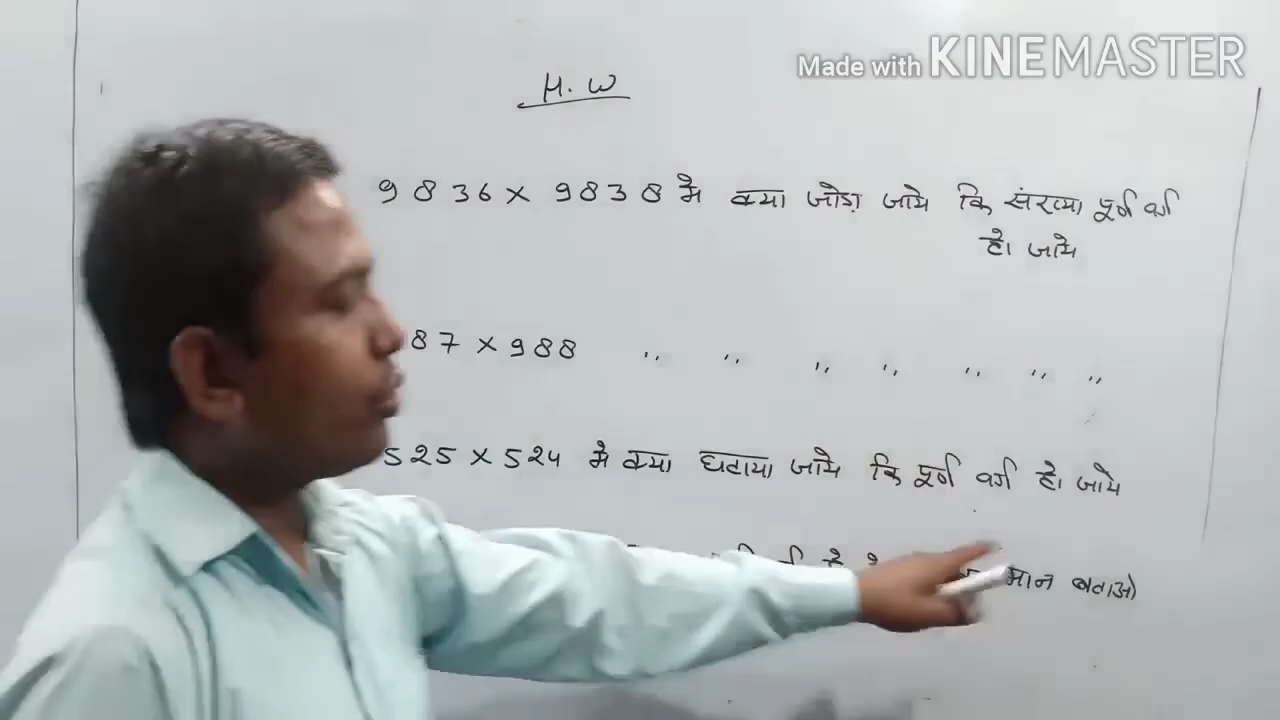 Made with KINEMASTER
H.W
9836 × 9838 मे क्या जोड़ा जाये कि संख्या पूर्ण वर्ग
हो जाये
87 × 988 " " " " " " "
525 × 524 मे क्या घटाया जाये कि पूर्ण वर्ग हो जाये
मान बताओ